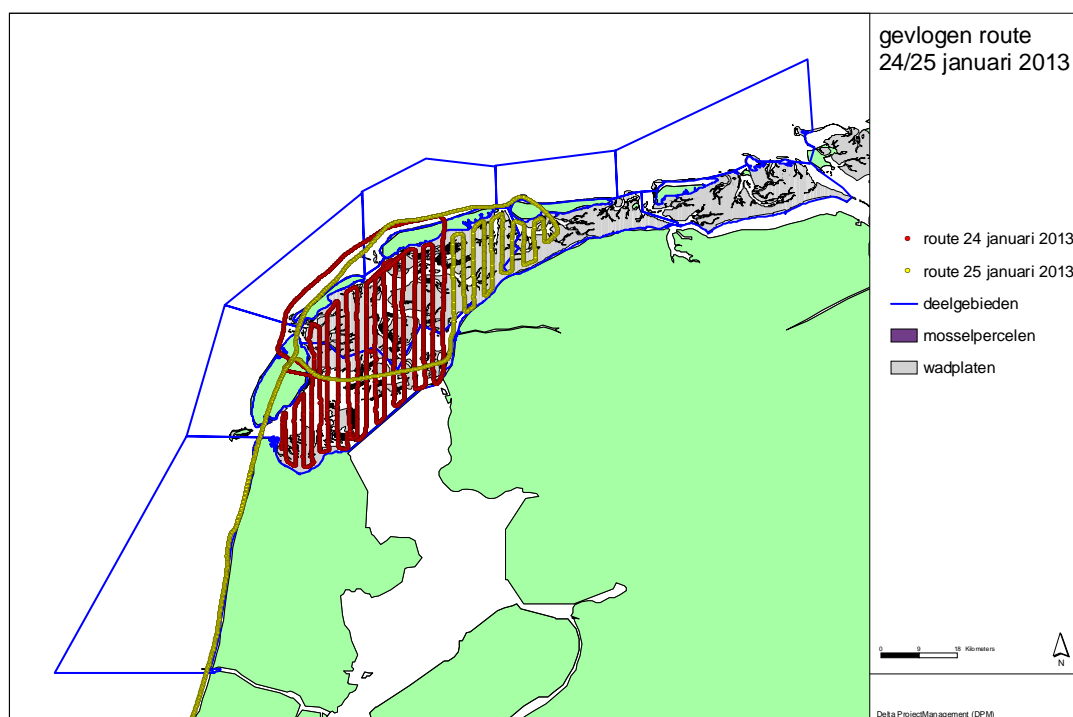 gevlogen route
24/25 januari 2013
route 24 januari 2013
route 25 januari 2013
deelgebieden
mosselpercelen
wadplaten
0 9 18 Kilometers
N
Delta ProjectManagement (DPM)